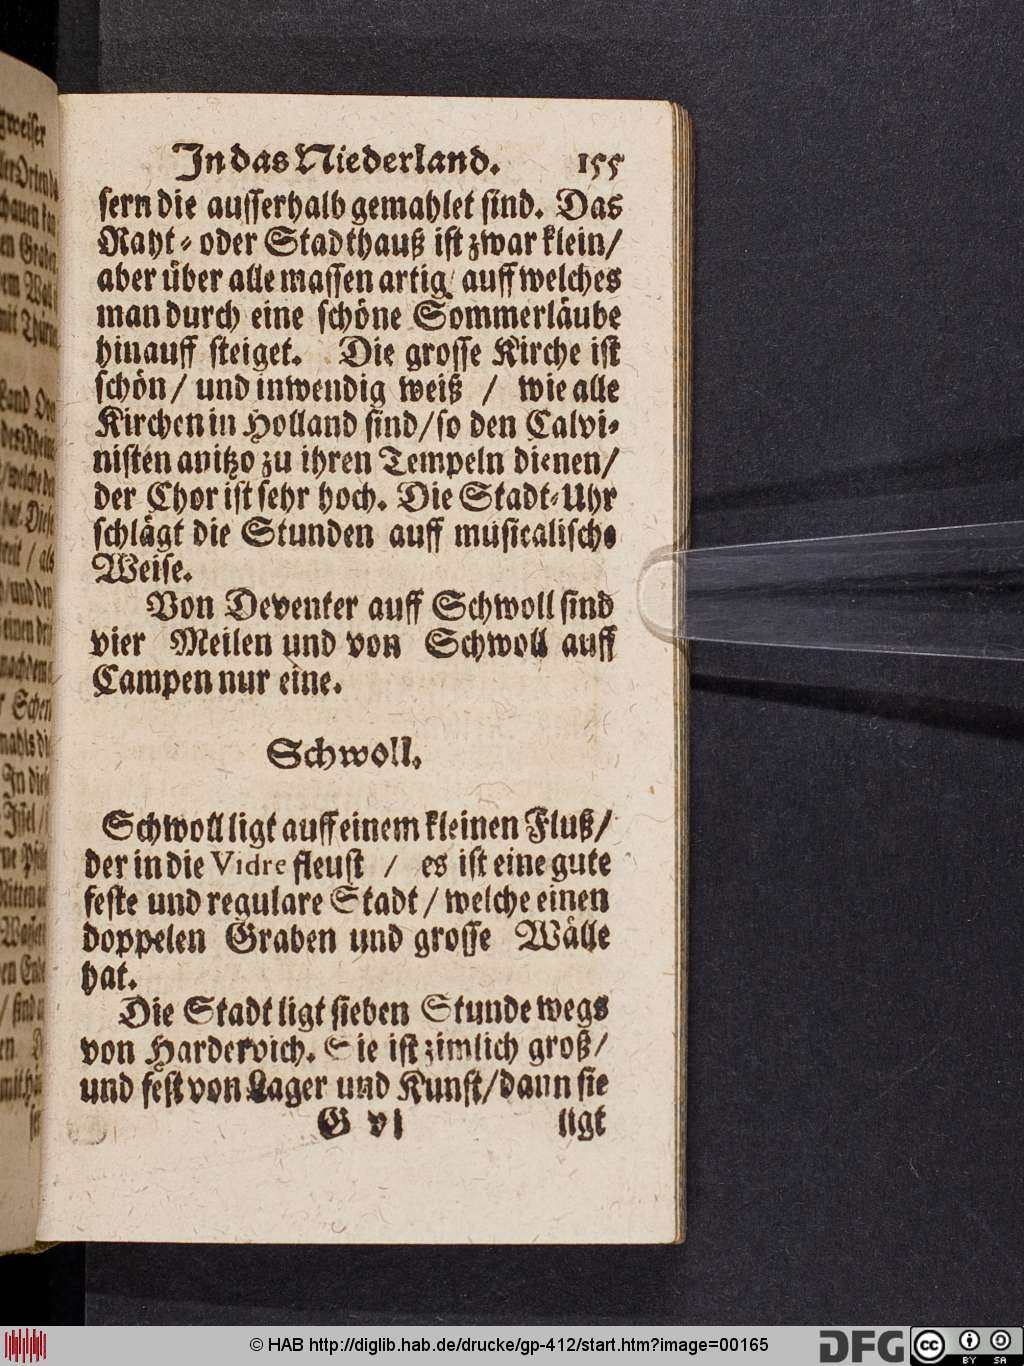 In das Niederland. 155
sern die ausserhalb gemahlet sind. Das
Raht- oder Stadthauß ist zwar klein/
aber über alle massen artig/ auff welches
man durch eine schöne Sommerläube
hinauff steiget. Die grosse Kirche ist
schön/ und inwendig weiß / wie alle
Kirchen in Holland sind/ so den Calvi-
nisten anitzo zu ihren Tempeln dienen/
der Chor ist sehr hoch. Die Stadt-Uhr
schlägt die Stunden auff musicalische
Weise.
Von Deventer auff Schwoll sind
vier Meilen und von Schwoll auff
Campen nur eine.
Schwoll.
Schwoll ligt auff einem kleinen Fluß/
der in die Vidre fleust / es ist eine gute
feste und regulare Stadt / welche einen
doppelen Graben und grosse Wälle
hat.
Die Stadt ligt sieben Stunde wegs
von Hardervich. Sie ist zimlich groß/
und fest von Lager und Kunst/ dann sie
G vj ligt
© HAB http://diglib.hab.de/drucke/gp-412/start.htm?image=00165
DFG
cc
BY SA